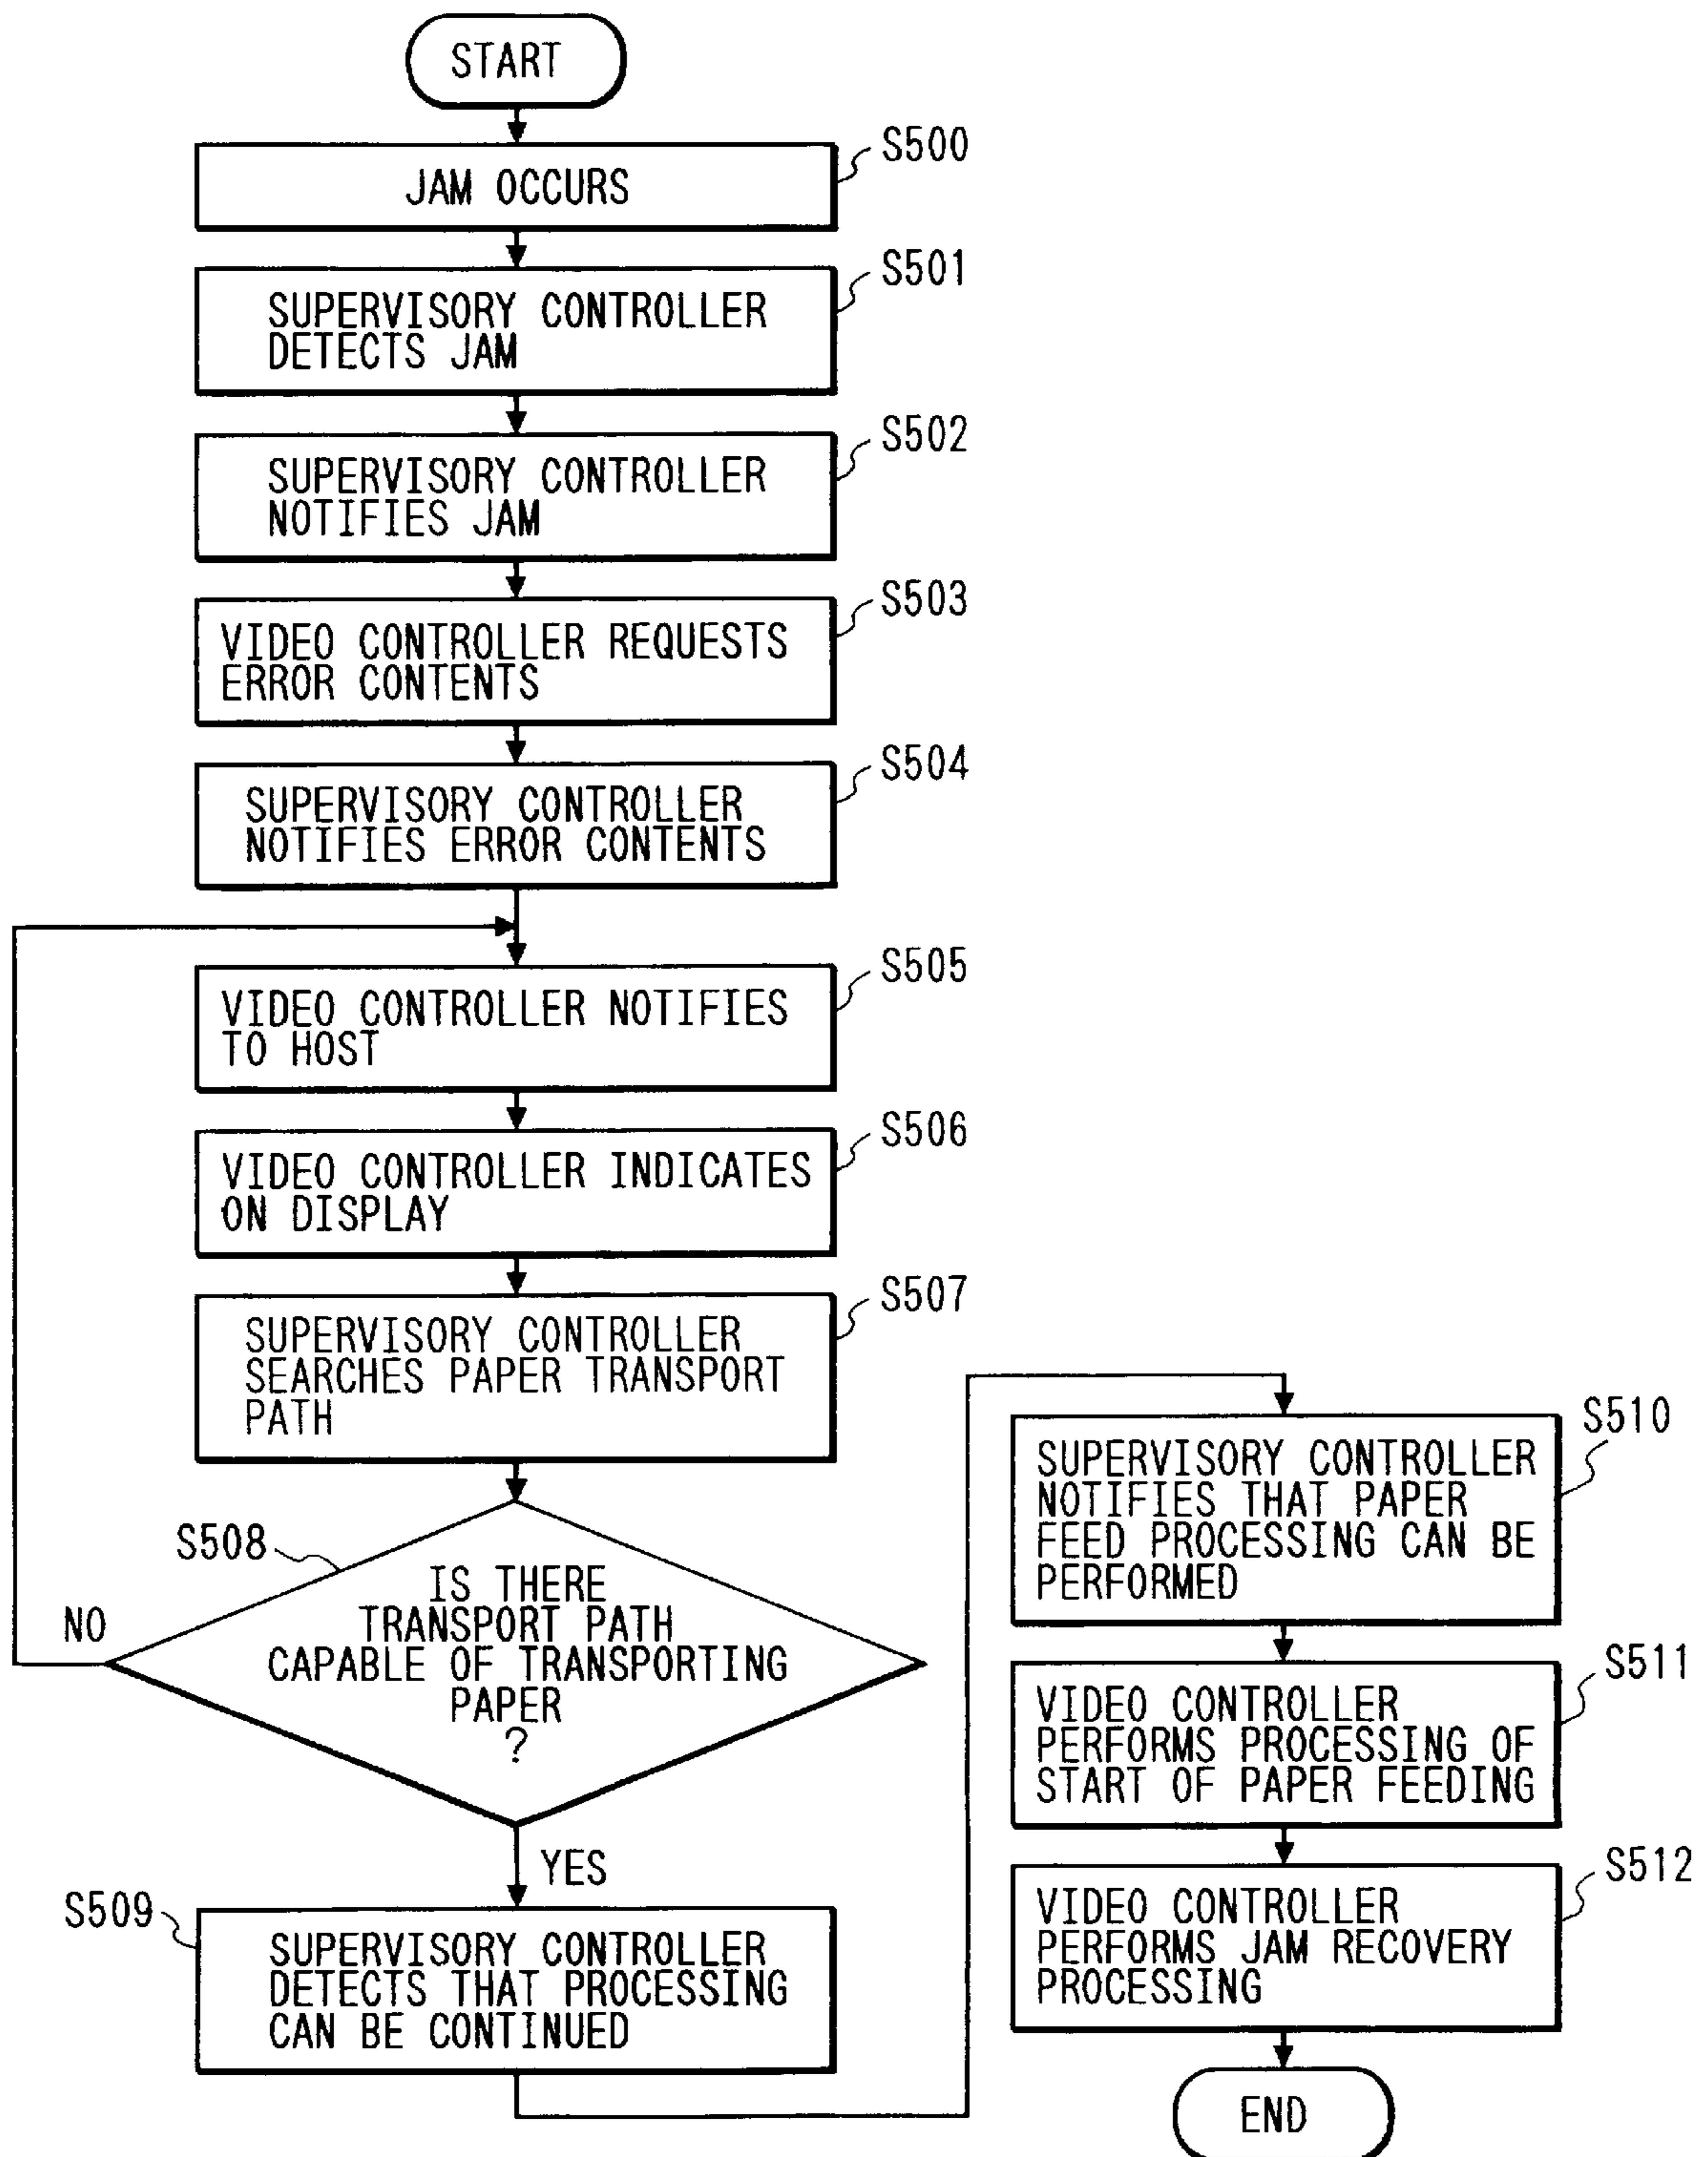 START
JAM OCCURS
S500
SUPERVISORY CONTROLLER
DETECTS JAM
S501
SUPERVISORY CONTROLLER
NOTIFIES JAM
S502
VIDEO CONTROLLER REQUESTS
ERROR CONTENTS
S503
SUPERVISORY CONTROLLER
NOTIFIES ERROR CONTENTS
S504
VIDEO CONTROLLER NOTIFIES
TO HOST
S505
VIDEO CONTROLLER INDICATES
ON DISPLAY
S506
SUPERVISORY CONTROLLER
SEARCHES PAPER TRANSPORT
PATH
S507
S508
IS THERE
TRANSPORT PATH
CAPABLE OF TRANSPORTING
PAPER
?
NO
YES
S509
SUPERVISORY CONTROLLER
DETECTS THAT PROCESSING
CAN BE CONTINUED
S510
SUPERVISORY CONTROLLER
NOTIFIES THAT PAPER
FEED PROCESSING CAN BE
PERFORMED
S511
VIDEO CONTROLLER
PERFORMS PROCESSING OF
START OF PAPER FEEDING
S512
VIDEO CONTROLLER
PERFORMS JAM RECOVERY
PROCESSING
END